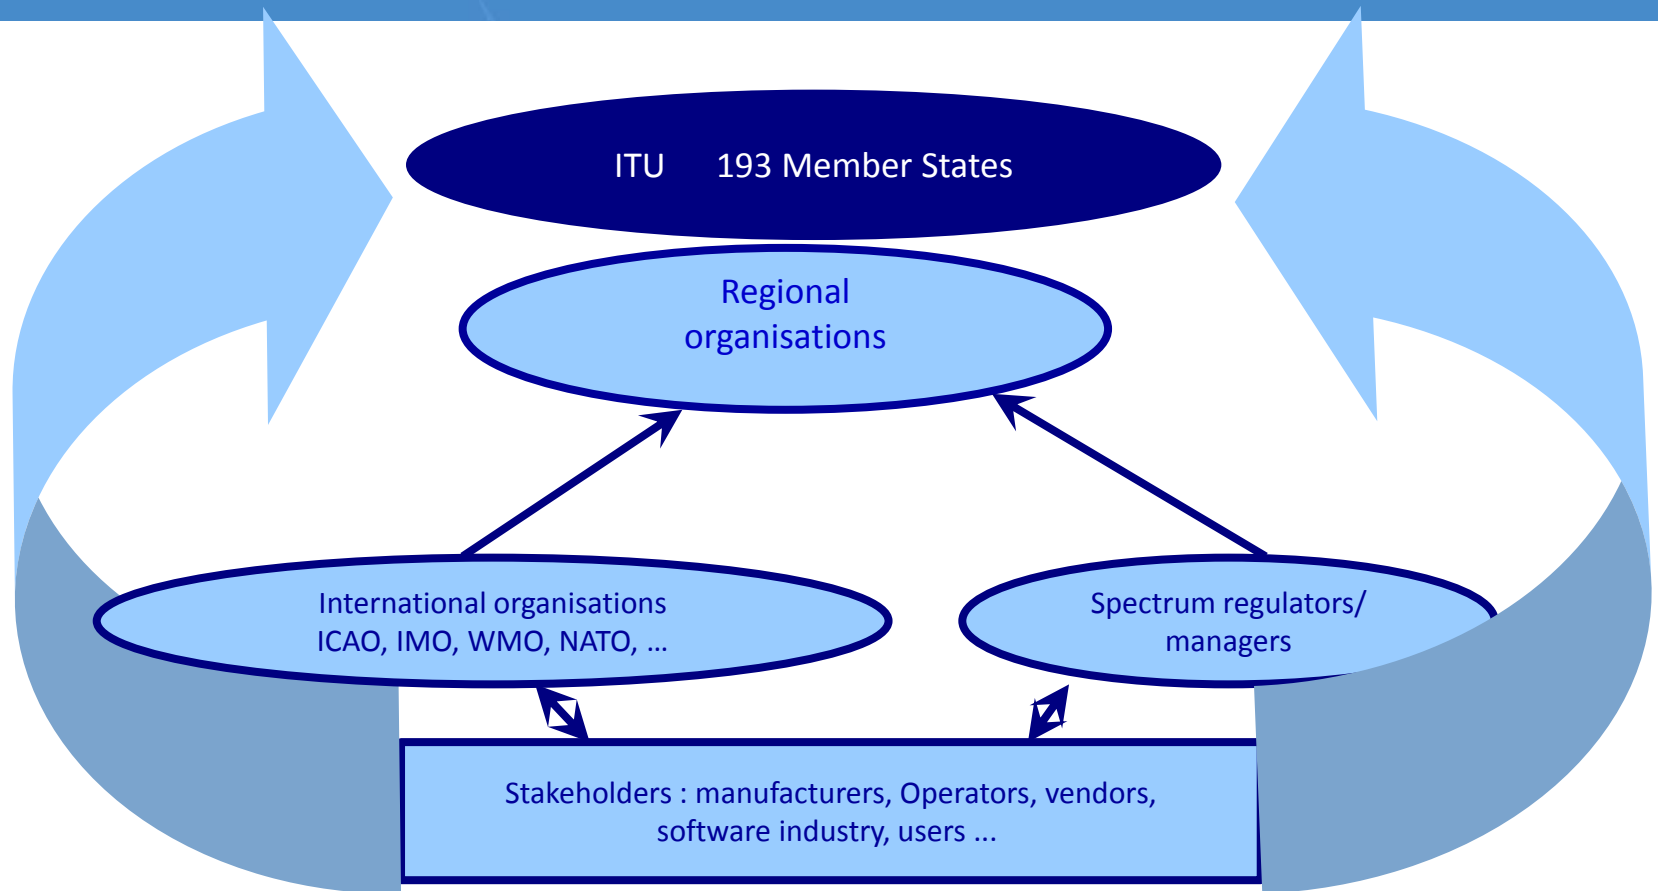 ITU 193 Member States
Regional
organisations
International organisations
ICAO, IMO, WMO, NATO, ...
Spectrum regulators/
managers
Stakeholders : manufacturers, Operators, vendors,
software industry, users ...